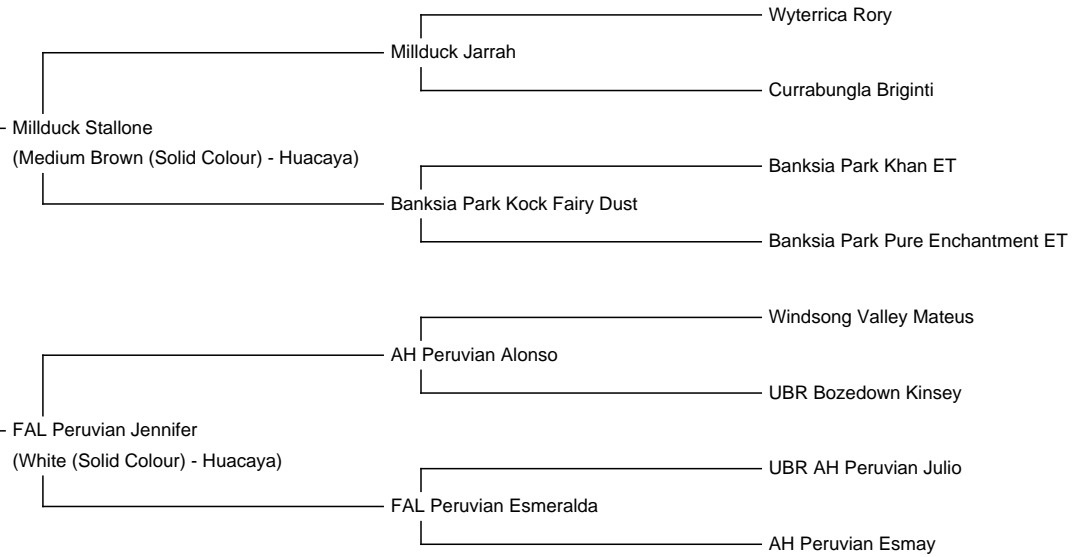 Wyterrica Rory
Millduck Jarrah
Currabungla Briginti
Millduck Stallone
(Medium Brown (Solid Colour) - Huacaya)
Banksia Park Khan ET
Banksia Park Kock Fairy Dust
Banksia Park Pure Enchantment ET
Windsong Valley Mateus
AH Peruvian Alonso
UBR Bozedown Kinsey
FAL Peruvian Jennifer
(White (Solid Colour) - Huacaya)
UBR AH Peruvian Julio
FAL Peruvian Esmeralda
AH Peruvian Esmay